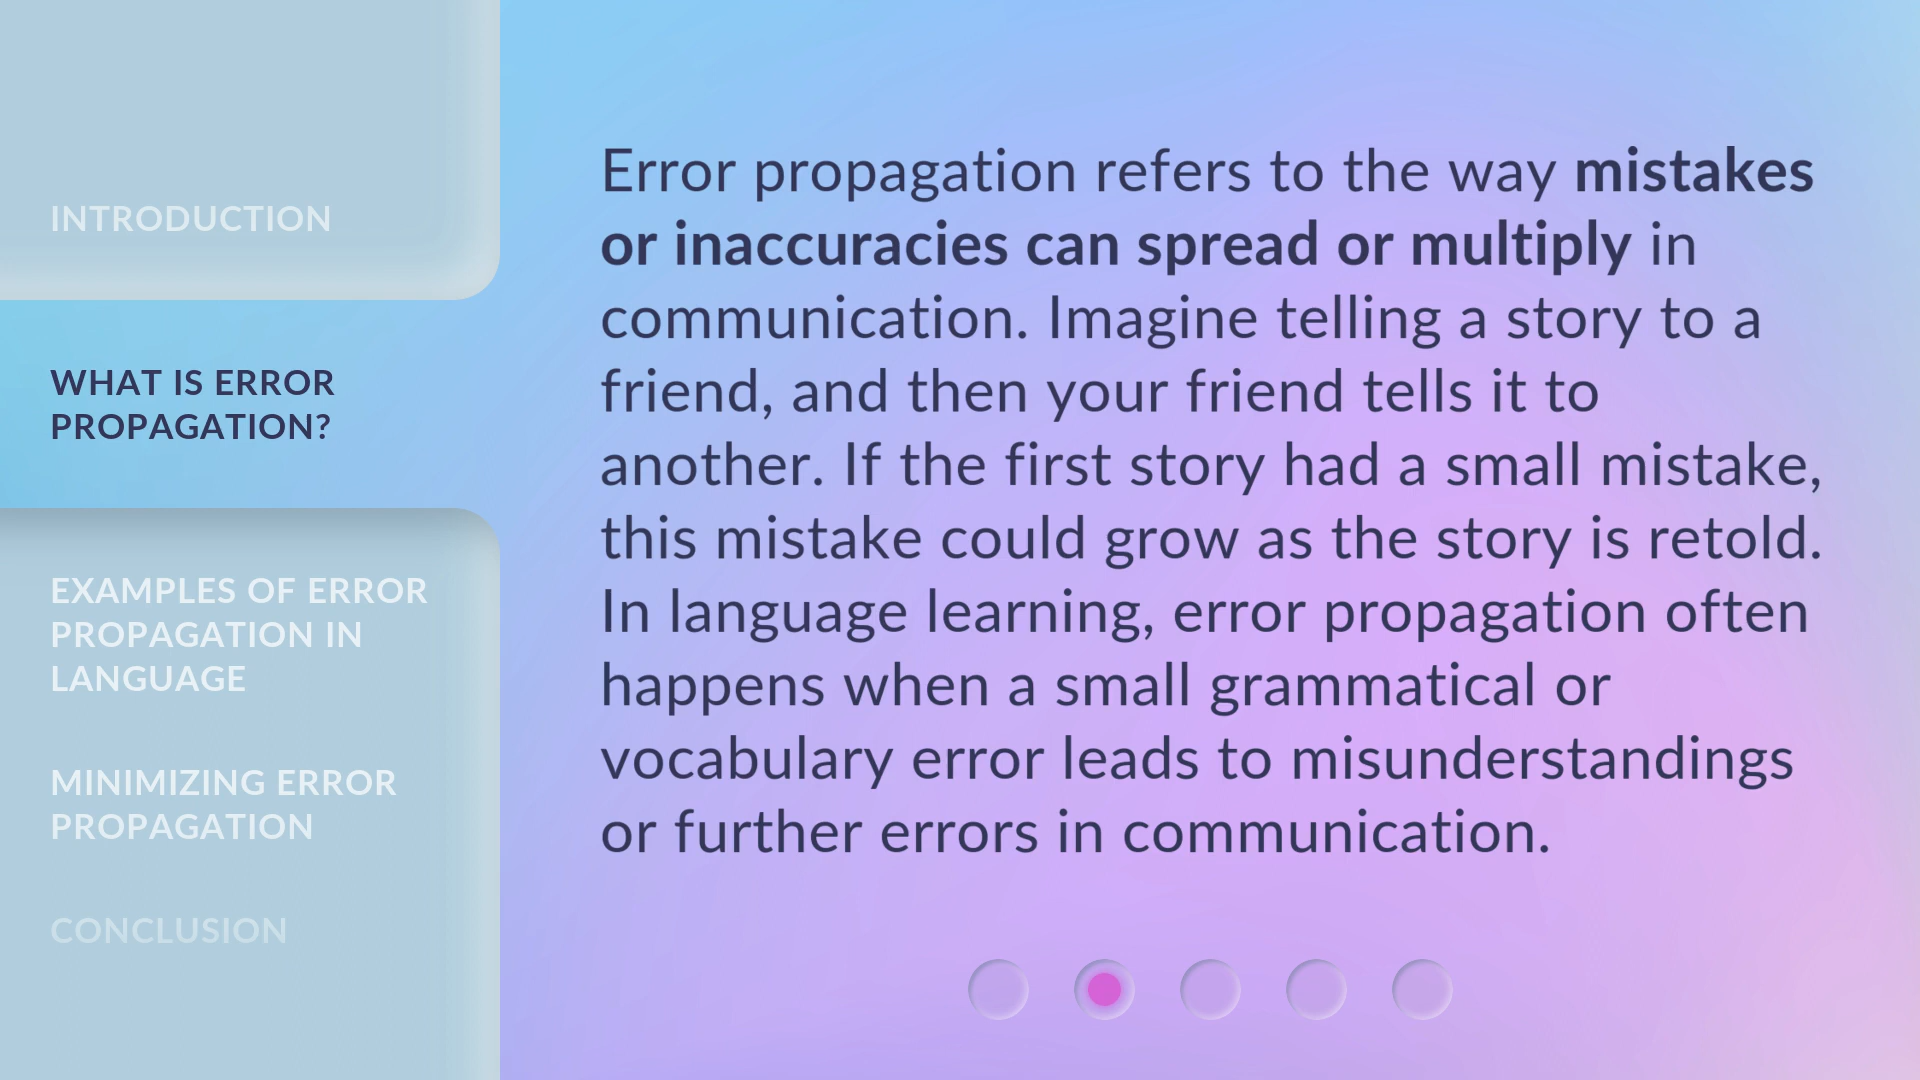 INTRODUCTION
WHAT IS ERROR
PROPAGATION?
EXAMPLES OF ERROR
PROPAGATION IN
LANGUAGE
MINIMIZING ERROR
PROPAGATION
CONCLUSION
Error propagation refers to the way mistakes
or inaccuracies can spread or multiply in
communication. Imagine telling a story to a
friend, and then your friend tells it to
another. If the first story had a small mistake,
this mistake could grow as the story is retold.
In language learning, error propagation often
happens when a small grammatical or
vocabulary error leads to misunderstandings
or further errors in communication.